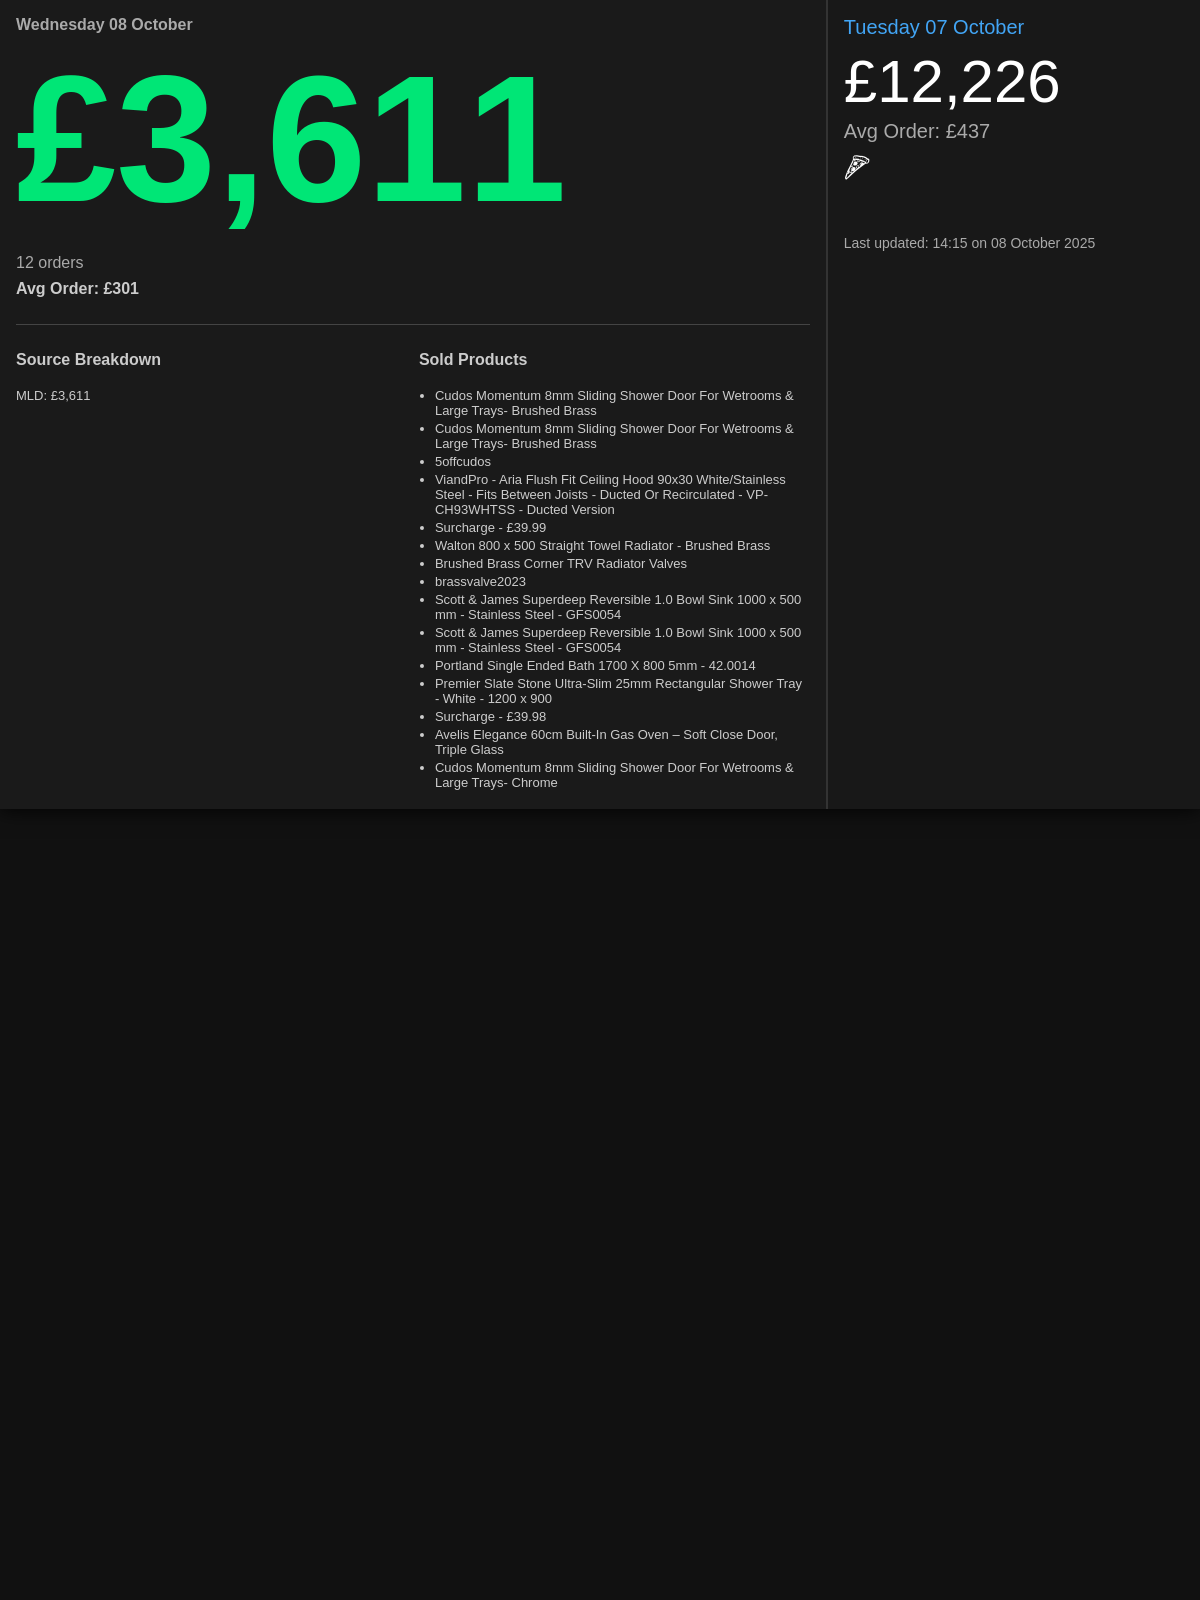 Wednesday 08 October
£3,611
12 orders
Avg Order: £301
Source Breakdown
MLD: £3,611
Sold Products
• Cudos Momentum 8mm Sliding Shower Door For Wetrooms &
Large Trays- Brushed Brass
• Cudos Momentum 8mm Sliding Shower Door For Wetrooms &
Large Trays- Brushed Brass
• 5offcudos
• ViandPro - Aria Flush Fit Ceiling Hood 90x30 White/Stainless
Steel - Fits Between Joists - Ducted Or Recirculated - VP-
CH93WHTSS - Ducted Version
• Surcharge - £39.99
• Walton 800 x 500 Straight Towel Radiator - Brushed Brass
• Brushed Brass Corner TRV Radiator Valves
• brassvalve2023
• Scott & James Superdeep Reversible 1.0 Bowl Sink 1000 x 500
mm - Stainless Steel - GFS0054
• Scott & James Superdeep Reversible 1.0 Bowl Sink 1000 x 500
mm - Stainless Steel - GFS0054
• Portland Single Ended Bath 1700 X 800 5mm - 42.0014
• Premier Slate Stone Ultra-Slim 25mm Rectangular Shower Tray
- White - 1200 x 900
• Surcharge - £39.98
• Avelis Elegance 60cm Built-In Gas Oven – Soft Close Door,
Triple Glass
• Cudos Momentum 8mm Sliding Shower Door For Wetrooms &
Large Trays- Chrome
Tuesday 07 October
£12,226
Avg Order: £437
🍕
Last updated: 14:15 on 08 October 2025